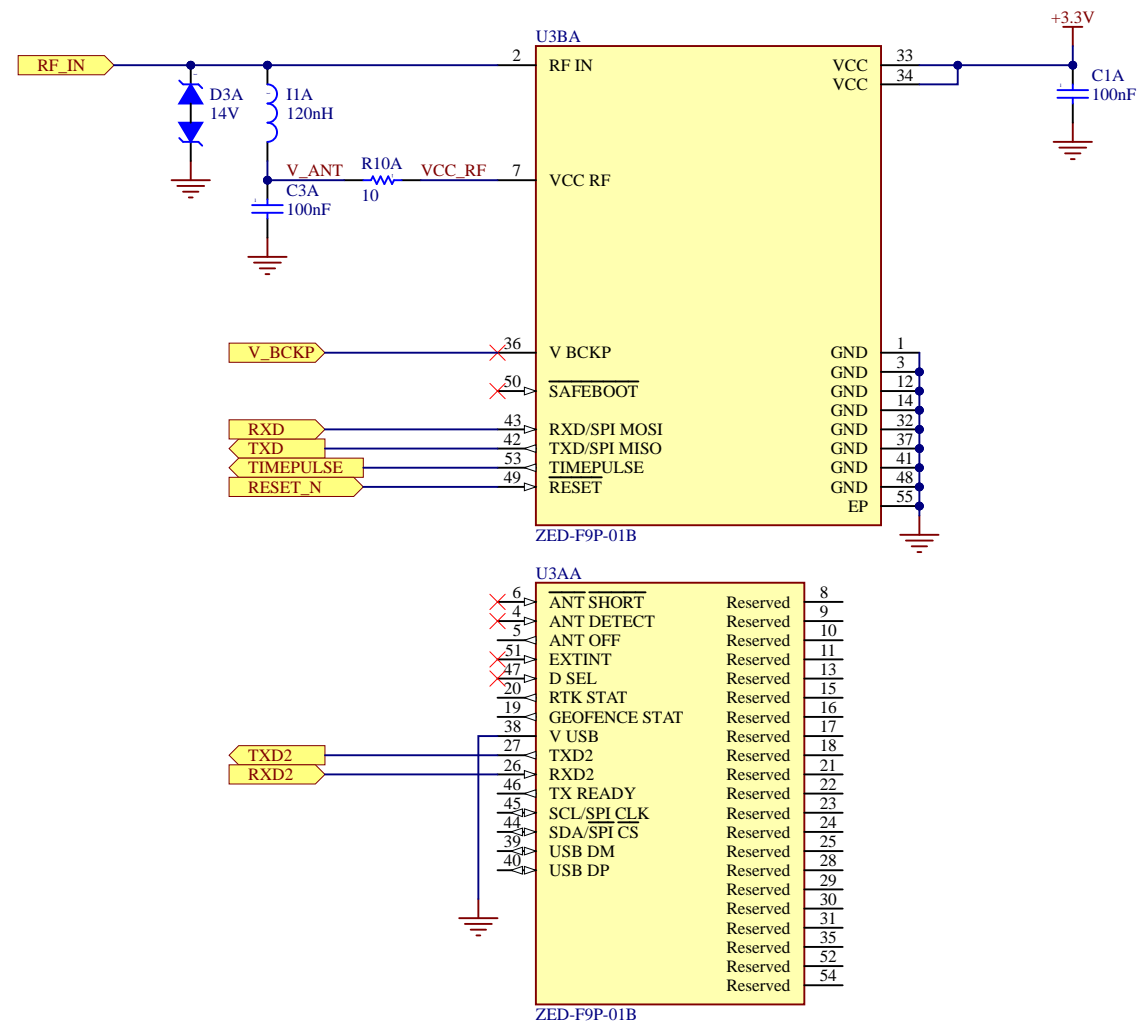 +3.3V
U3BA
RF_IN
2
RF IN
VCC
33
VCC
34
C1A
100nF
D3A
14V
I1A
120nH
V_ANT
R10A
10
VCC_RF
7
VCC RF
C3A
100nF
V_BCKP
36
V BCKP
GND
1
GND
3
50
SAFEBOOT
GND
12
GND
14
RXD
43
RXD/SPI MOSI
GND
32
TXD
42
TXD/SPI MISO
GND
37
TIMEPULSE
53
TIMEPULSE
GND
41
RESET_N
49
RESET
GND
48
EP
55
ZED-F9P-01B
U3AA
6
ANT SHORT
Reserved
8
4
ANT DETECT
Reserved
9
5
ANT OFF
Reserved
10
51
EXTINT
Reserved
11
47
D SEL
Reserved
13
20
RTK STAT
Reserved
15
19
GEOFENCE STAT
Reserved
16
38
V USB
Reserved
17
TXD2
27
TXD2
Reserved
18
RXD2
26
RXD2
Reserved
21
46
TX READY
Reserved
22
45
SCL/SPI CLK
Reserved
23
44
SDA/SPI CS
Reserved
24
39
USB DM
Reserved
25
40
USB DP
Reserved
28
Reserved
29
Reserved
30
Reserved
31
Reserved
35
Reserved
52
Reserved
54
ZED-F9P-01B